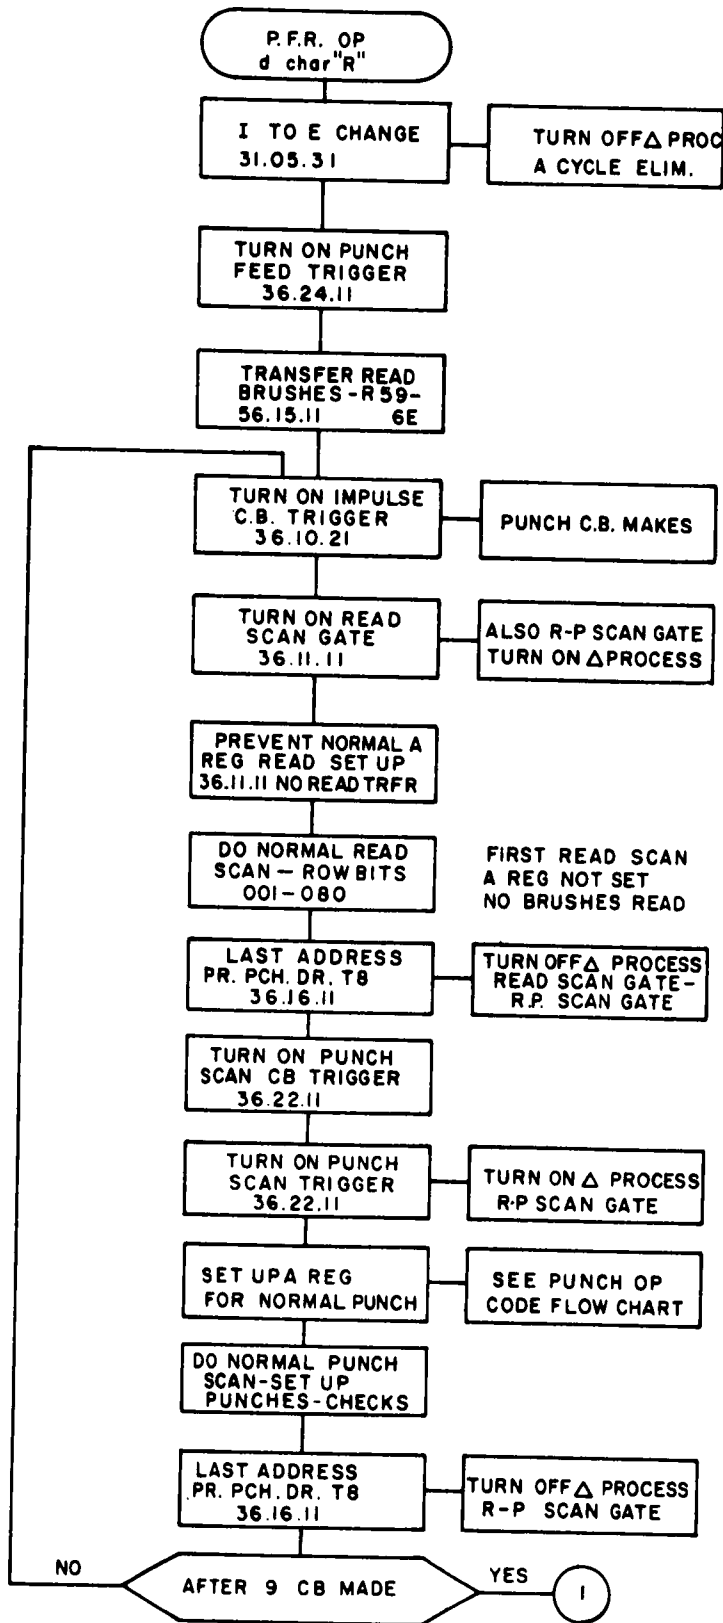 P.F.R. OP
d char "R"
I TO E CHANGE
31.05.31
TURN OFF Δ PROC
A CYCLE ELIM.
TURN ON PUNCH
FEED TRIGGER
36.24.11
TRANSFER READ
BRUSHES-R59-
56.15.11 6E
TURN ON IMPULSE
C.B. TRIGGER
36.10.21
PUNCH C.B. MAKES
TURN ON READ
SCAN GATE
36.11.11
ALSO R-P SCAN GATE
TURN ON Δ PROCESS
PREVENT NORMAL A
REG READ SET UP
36.11.11 NO READ TRFR
DO NORMAL READ
SCAN - ROW BITS
001-080
FIRST READ SCAN
A REG NOT SET
NO BRUSHES READ
LAST ADDRESS
PR. PCH. DR. T8
36.16.11
TURN OFF Δ PROCESS
READ SCAN GATE-
R.P. SCAN GATE
TURN ON PUNCH
SCAN CB TRIGGER
36.22.11
TURN ON PUNCH
SCAN TRIGGER
36.22.11
TURN ON Δ PROCESS
R-P SCAN GATE
SET UP A REG
FOR NORMAL PUNCH
SEE PUNCH OP
CODE FLOW CHART
DO NORMAL PUNCH
SCAN-SET UP
PUNCHES-CHECKS
LAST ADDRESS
PR. PCH. DR. T8
36.16.11
TURN OFF Δ PROCESS
R-P SCAN GATE
NO
AFTER 9 CB MADE
YES
1